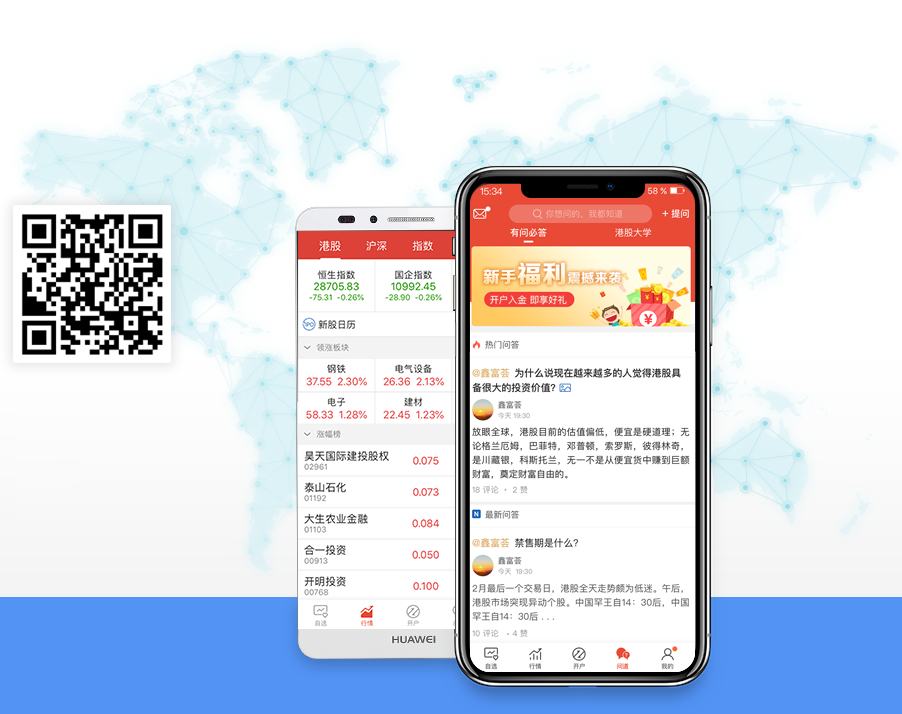 港股 沪深 指数
恒生指数 国企指数
28705.83 10992.45
-75.31 -0.26% -28.90 -0.26%
IPO 新股日历
领涨板块
钢铁 电气设备
37.55 2.30% 26.36 2.13%
电子 建材
58.33 1.28% 22.45 1.23%
涨幅榜
昊天国际建投股权
02961 0.075
泰山石化
01192 0.073
大生农业金融
01103 0.084
合一投资
00913 0.050
开明投资
00768 0.100
自选 行情 开户
HUAWEI
15:34 58 %
你想问的，我都知道 + 提问
有问必答 港股大学
新手福利震撼来袭
开户入金 即享好礼
¥ ¥
¥
热门问答
@鑫富荟 为什么说现在越来越多的人觉得港股具
备很大的投资价值？
鑫富荟
今天 19:30
放眼全球，港股目前的估值偏低，便宜是硬道理；无
论格兰厄姆，巴菲特，邓普顿，索罗斯，彼得林奇，
是川藏银，科斯托兰，无一不是从便宜货中赚到巨额
财富，奠定财富自由的。
18 评论 · 2 赞
N 最新问答
@鑫富荟 禁售期是什么？
鑫富荟
今天 19:30
2月最后一个交易日，港股全天走势颇为低迷。午后，
港股市场突现异动个股。中国罕王自14：30后，中国
罕王自14：30后 . . .
10 评论 · 4 赞
自选 行情 开户 问道 我的